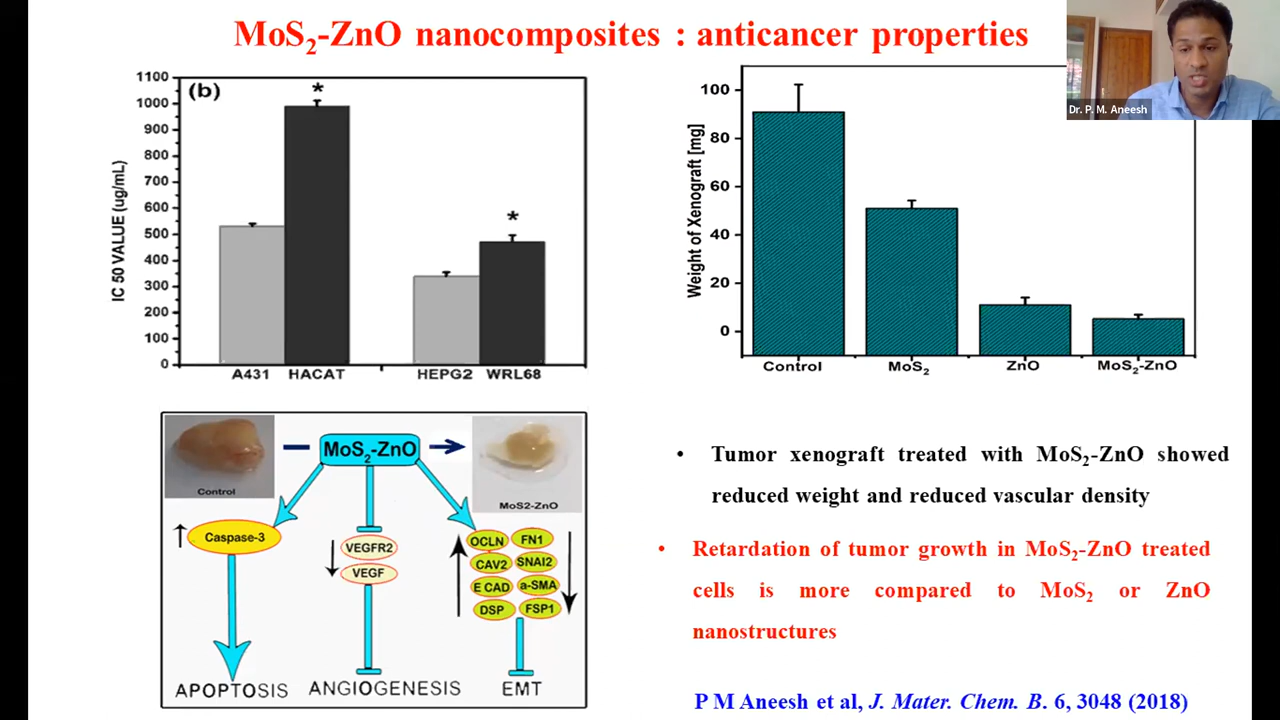 MoS2-ZnO nanocomposites : anticancer properties
Dr. P. M. Aneesh
(b)
IC 50 VALUE (ug/mL)
1100
1000
900
800
700
600
500
400
300
200
100
0
*
*
A431 HACAT HEPG2 WRL68
Weight of Xenograft [mg]
100
80
60
40
20
0
Control MoS2 ZnO MoS2-ZnO
Control
MoS2-ZnO
MoS2-ZnO
Caspase-3
VEGFR2
VEGF
OCLN FN1
CAV2 SNAI2
E CAD a-SMA
DSP FSP1
APOPTOSIS ANGIOGENESIS EMT
• Tumor xenograft treated with MoS2-ZnO showed
reduced weight and reduced vascular density
• Retardation of tumor growth in MoS2-ZnO treated
cells is more compared to MoS2 or ZnO
nanostructures
P M Aneesh et al, J. Mater. Chem. B. 6, 3048 (2018)